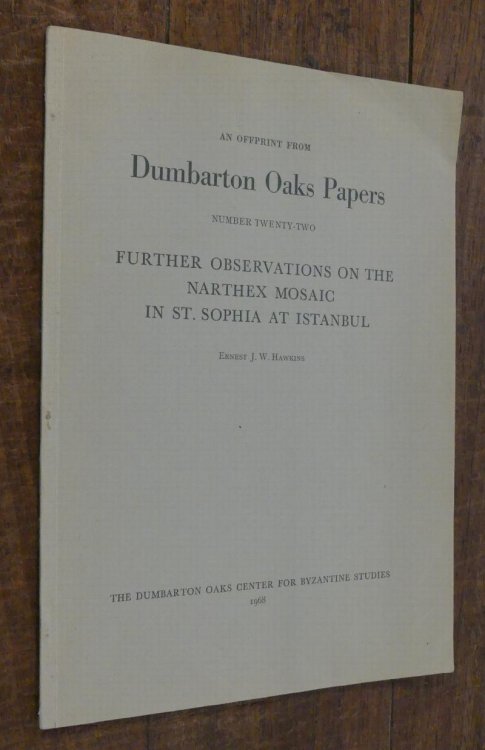 AN OFFPRINT FROM
Dumbarton Oaks Papers
NUMBER TWENTY-TWO
FURTHER OBSERVATIONS ON THE
NARTHEX MOSAIC
IN ST. SOPHIA AT ISTANBUL
Ernest J. W. Hawkins
THE DUMBARTON OAKS CENTER FOR BYZANTINE STUDIES
1968